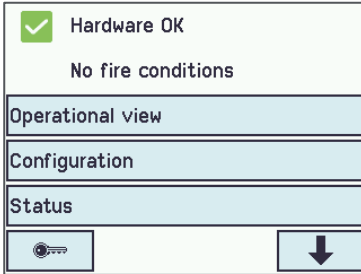 Hardware OK
No fire conditions
Operational view
Configuration
Status